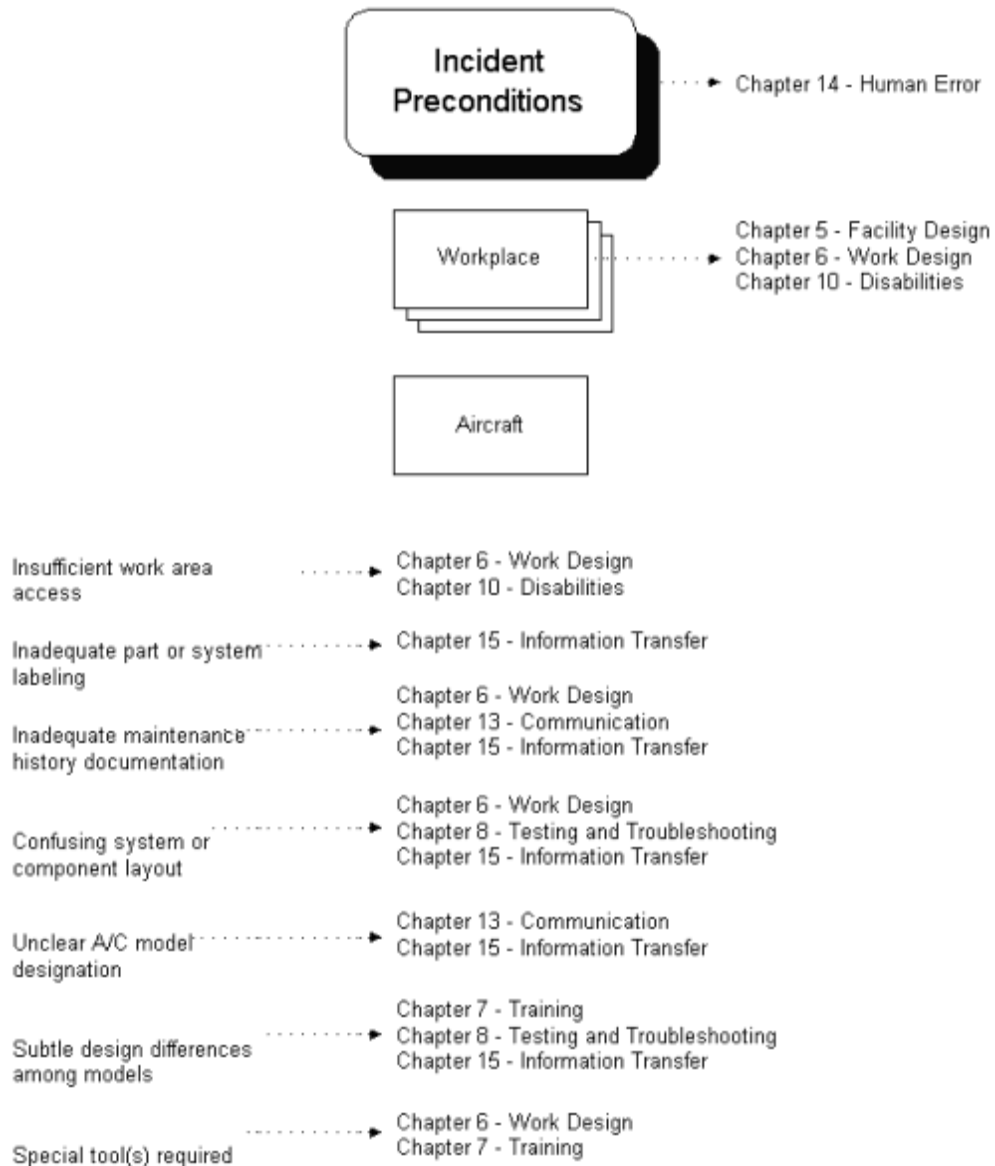 Incident
Preconditions
Chapter 14 - Human Error
Workplace
Chapter 5 - Facility Design
Chapter 6 - Work Design
Chapter 10 - Disabilities
Aircraft
Insufficient work area
access
Chapter 6 - Work Design
Chapter 10 - Disabilities
Inadequate part or system
labeling
Chapter 15 - Information Transfer
Inadequate maintenance
history documentation
Chapter 6 - Work Design
Chapter 13 - Communication
Chapter 15 - Information Transfer
Confusing system or
component layout
Chapter 6 - Work Design
Chapter 8 - Testing and Troubleshooting
Chapter 15 - Information Transfer
Unclear A/C model
designation
Chapter 13 - Communication
Chapter 15 - Information Transfer
Subtle design differences
among models
Chapter 7 - Training
Chapter 8 - Testing and Troubleshooting
Chapter 15 - Information Transfer
Special tool(s) required
Chapter 6 - Work Design
Chapter 7 - Training